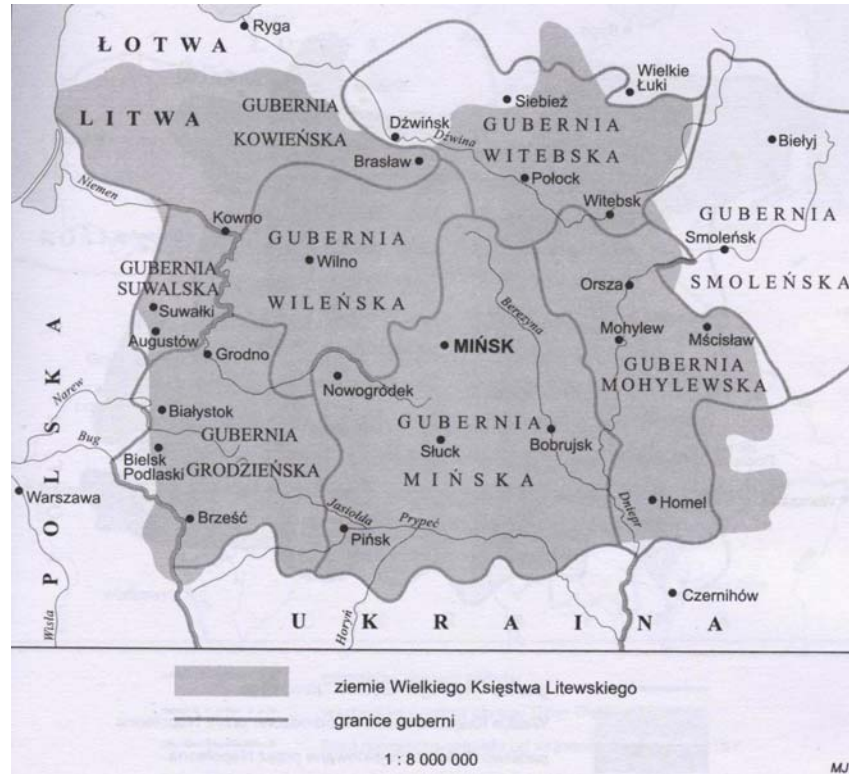 Ryga
ŁOTWA
Wielkie
Łuki
LITWA
GUBERNIA
KOWIEŃSKA
Siebież
Dźwińsk
Dźwina
GUBERNIA
WITEBSKA
Biełyj
Brasław
Połock
Niemen
Witebsk
Kowno
GUBERNIA
SMOLEŃSKA
Smoleńsk
GUBERNIA
WILEŃSKA
Wilno
GUBERNIA
SUWALSKA
Suwałki
Augustów
Orsza
Berezyna
Mohylew
Mścisław
GUBERNIA
MOHYLEWSKA
Grodno
MIŃSK
Nowogródek
POLSKA
Narew
Białystok
Bug
GUBERNIA
GRODZIEŃSKA
Bielsk
Podlaski
GUBERNIA
MIŃSKA
Słuck
Bobrujsk
Warszawa
Brześć
Jasiołda
Prypeć
Pińsk
Dniepr
Homel
Czernihów
Wisła
Horyń
UKRAINA
ziemie Wielkiego Księstwa Litewskiego
granice guberni
1 : 8 000 000
MJ